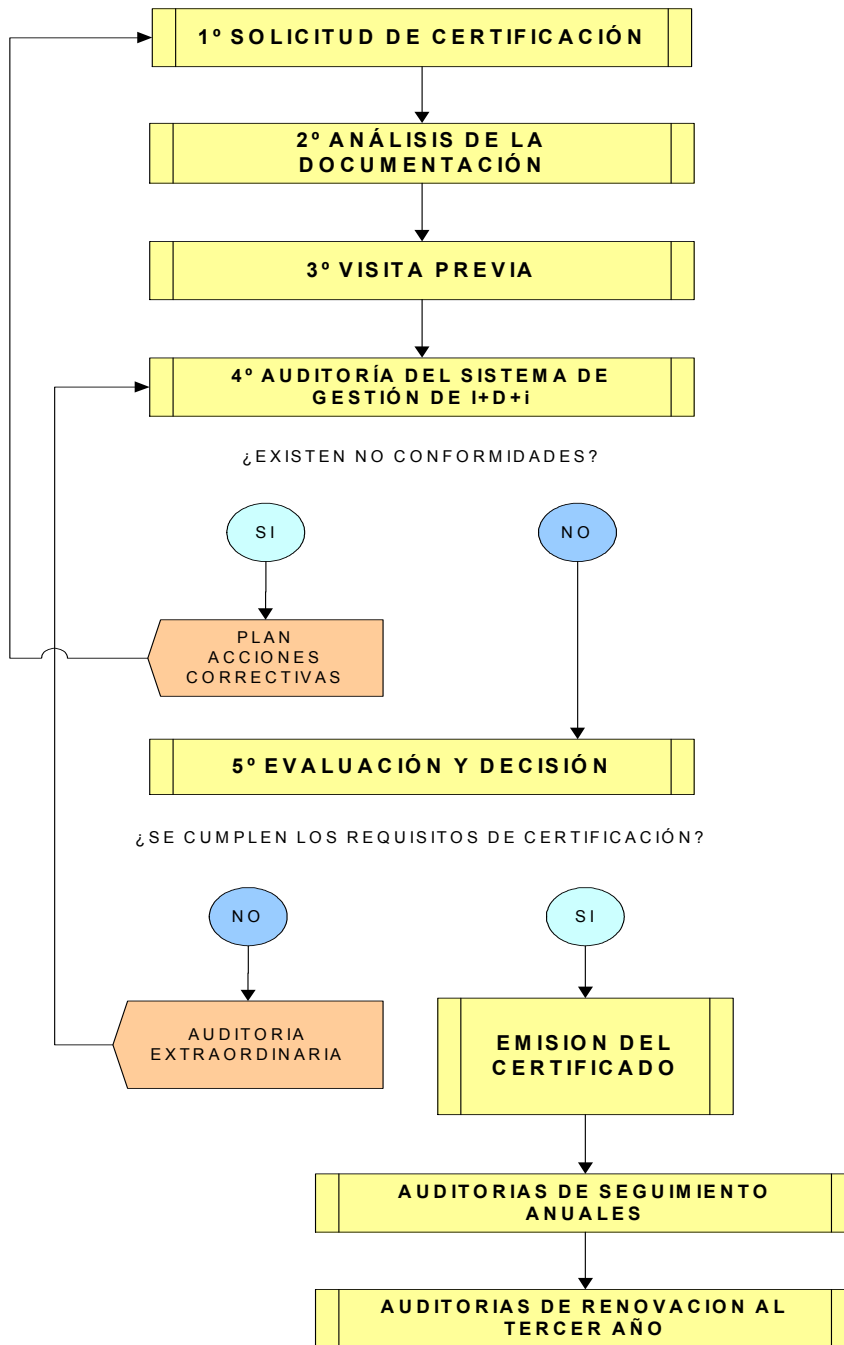 1º SOLICITUD DE CERTIFICACIÓN
2º ANÁLISIS DE LA
DOCUMENTACIÓN
3º VISITA PREVIA
4º AUDITORÍA DEL SISTEMA DE
GESTIÓN DE I+D+i
¿EXISTEN NO CONFORMIDADES?
SI
NO
PLAN
ACCIONES
CORRECTIVAS
5º EVALUACIÓN Y DECISIÓN
¿SE CUMPLEN LOS REQUISITOS DE CERTIFICACIÓN?
NO
SI
AUDITORIA
EXTRAORDINARIA
EMISION DEL
CERTIFICADO
AUDITORIAS DE SEGUIMIENTO
ANUALES
AUDITORIAS DE RENOVACION AL
TERCER AÑO